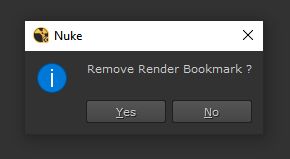 Nuke
Remove Render Bookmark ?
Yes No